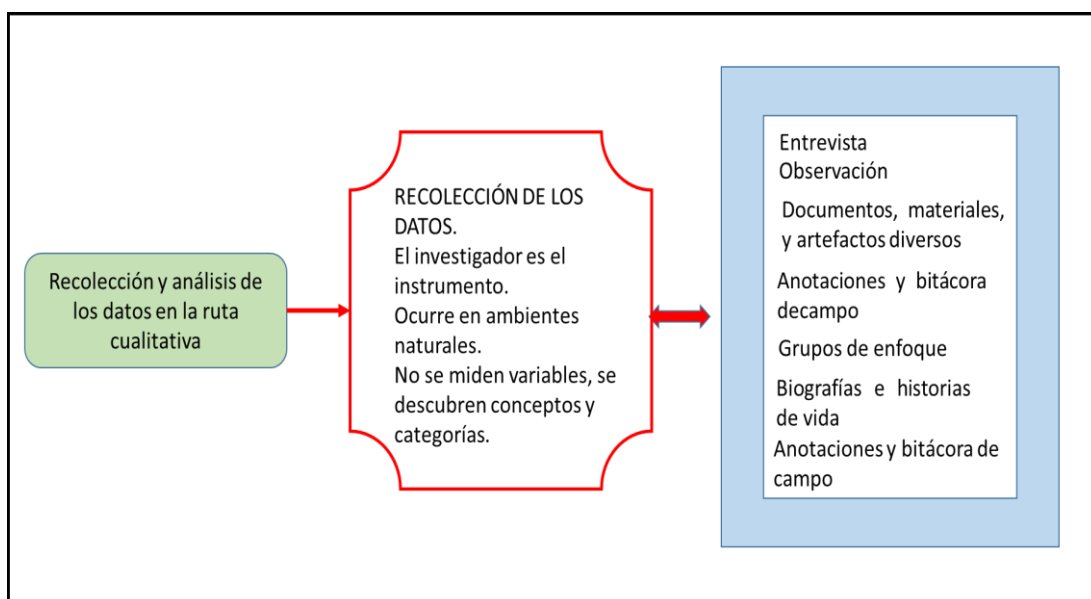 Recolección y análisis de
los datos en la ruta
cualitativa
RECOLECCIÓN DE LOS
DATOS.
El investigador es el
instrumento.
Ocurre en ambientes
naturales.
No se miden variables, se
descubren conceptos y
categorías.
Entrevista
Observación
Documentos, materiales,
y artefactos diversos
Anotaciones y bitácora
decampo
Grupos de enfoque
Biografías e historias
de vida
Anotaciones y bitácora de
campo